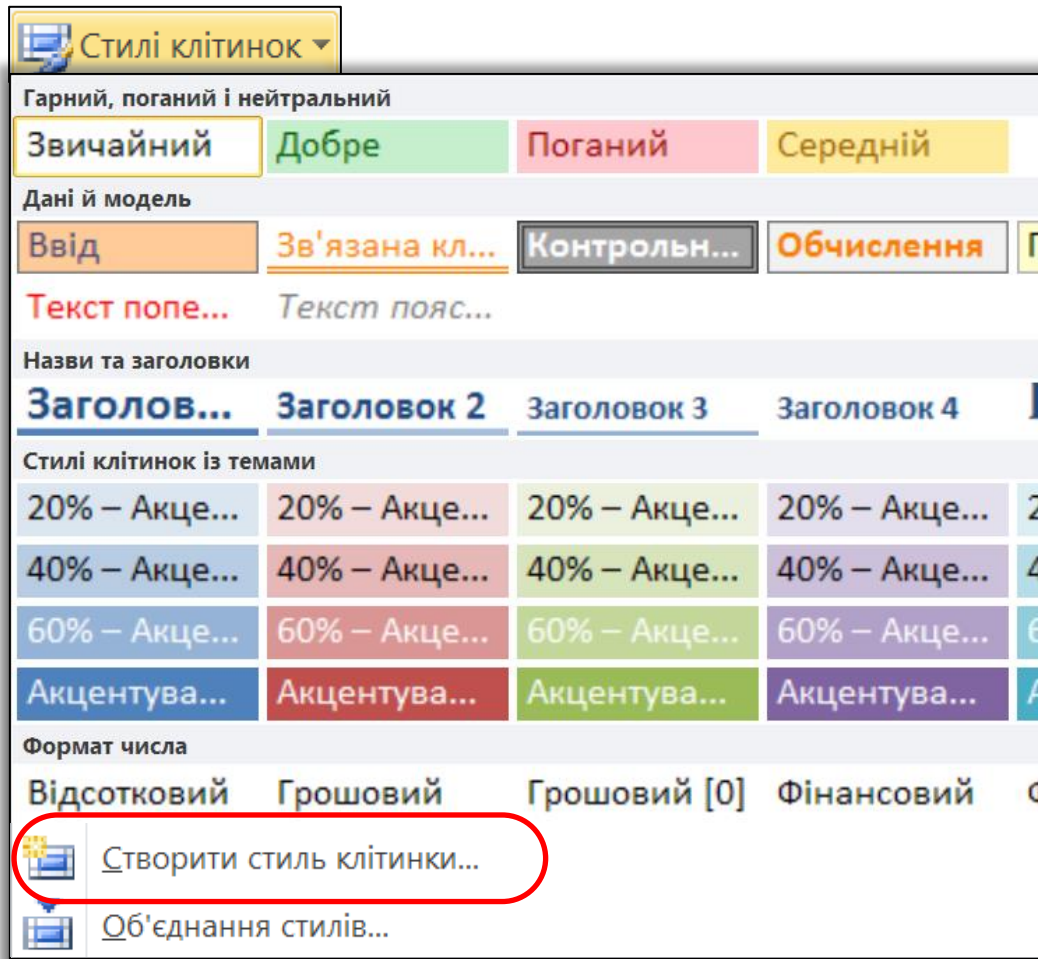 Стилі клітинок
Гарний, поганий і нейтральний
Звичайний Добре Поганий Середній
Дані й модель
Ввід Зв'язана кл... Контрольн... Обчислення
Текст попе... Текст пояс...
Назви та заголовки
Заголов... Заголовок 2 Заголовок 3 Заголовок 4
Стилі клітинок із темами
20% – Акце... 20% – Акце... 20% – Акце... 20% – Акце... 2
40% – Акце... 40% – Акце... 40% – Акце... 40% – Акце... 4
60% – Акце... 60% – Акце... 60% – Акце... 60% – Акце... 6
Акцентува... Акцентува... Акцентува... Акцентува...
Формат числа
Відсотковий Грошовий Грошовий [0] Фінансовий
Створити стиль клітинки...
Об'єднання стилів...